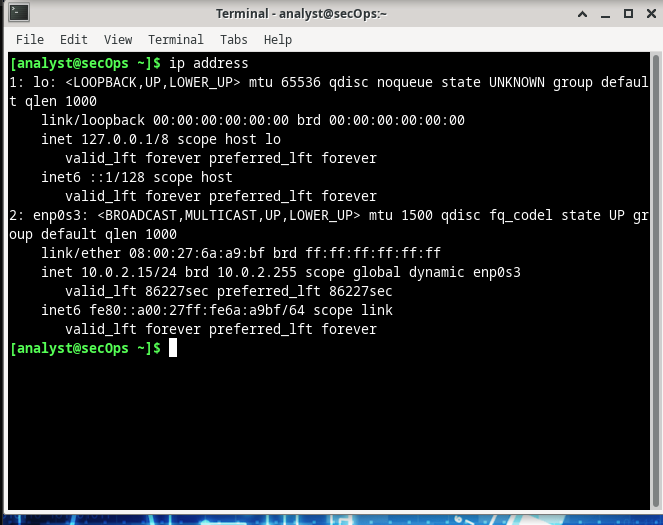 Terminal - analyst@secOps:~
File Edit View Terminal Tabs Help
[analyst@secOps ~]$ ip address
1: lo: <LOOPBACK,UP,LOWER_UP> mtu 65536 qdisc noqueue state UNKNOWN group defaul
t qlen 1000
    link/loopback 00:00:00:00:00:00 brd 00:00:00:00:00:00
    inet 127.0.0.1/8 scope host lo
       valid_lft forever preferred_lft forever
    inet6 ::1/128 scope host
       valid_lft forever preferred_lft forever
2: enp0s3: <BROADCAST,MULTICAST,UP,LOWER_UP> mtu 1500 qdisc fq_codel state UP gr
oup default qlen 1000
    link/ether 08:00:27:6a:a9:bf brd ff:ff:ff:ff:ff:ff
    inet 10.0.2.15/24 brd 10.0.2.255 scope global dynamic enp0s3
       valid_lft 86227sec preferred_lft 86227sec
    inet6 fe80::a00:27ff:fe6a:a9bf/64 scope link
       valid_lft forever preferred_lft forever
[analyst@secOps ~]$